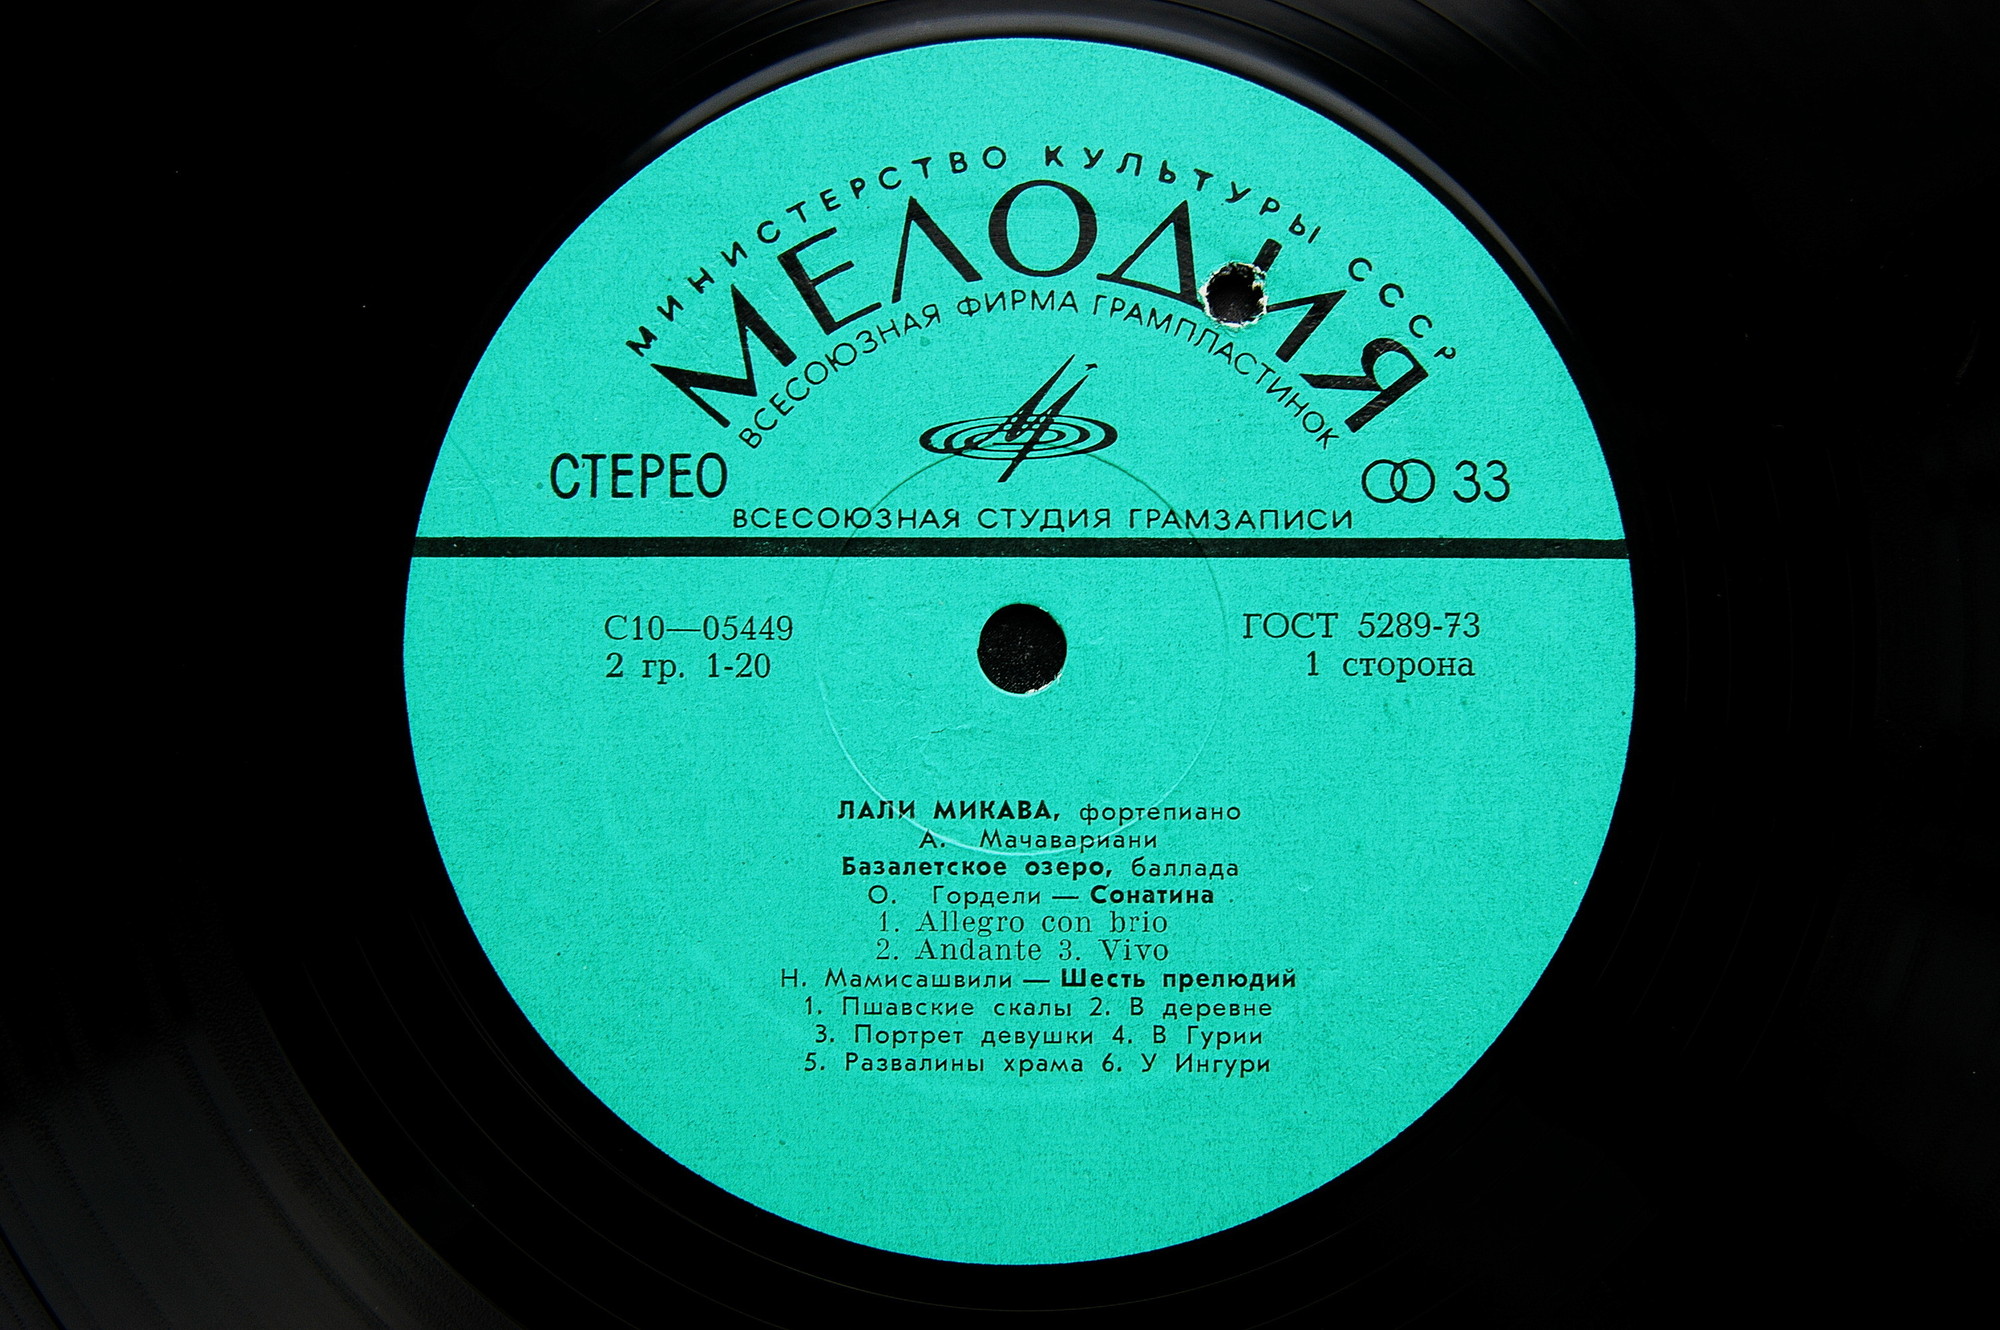 МИНИСТЕРСТВО КУЛЬТУРЫ СССР
МЕЛОДИЯ
ВСЕСОЮЗНАЯ ФИРМА ГРАМПЛАСТИНОК
СТЕРЕО
33
ВСЕСОЮЗНАЯ СТУДИЯ ГРАМЗАПИСИ
С10—05449
ГОСТ 5289-73
2 гр. 1-20
1 сторона
ЛАЛИ МИКАВА, фортепиано
А. Мачавариани
Базалетское озеро, баллада
О. Гордели — Сонатина
1. Allegro con brio
2. Andante 3. Vivo
Н. Мамисашвили — Шесть прелюдий
1. Пшавские скалы 2. В деревне
3. Портрет девушки 4. В Гурии
5. Развалины храма 6. У Ингури